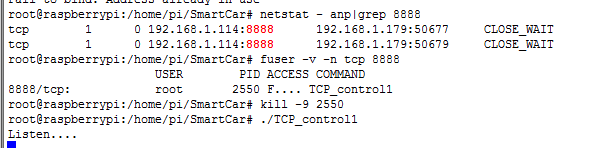 fail to bind: Address already in use
root@raspberrypi:/home/pi/SmartCar# netstat - anp|grep 8888
tcp 1 0 192.168.1.114:8888 192.168.1.179:50677 CLOSE_WAIT
tcp 1 0 192.168.1.114:8888 192.168.1.179:50679 CLOSE_WAIT
root@raspberrypi:/home/pi/SmartCar# fuser -v -n tcp 8888
USER PID ACCESS COMMAND
8888/tcp: root 2550 F.... TCP_control1
root@raspberrypi:/home/pi/SmartCar# kill -9 2550
root@raspberrypi:/home/pi/SmartCar# ./TCP_control1
Listen....